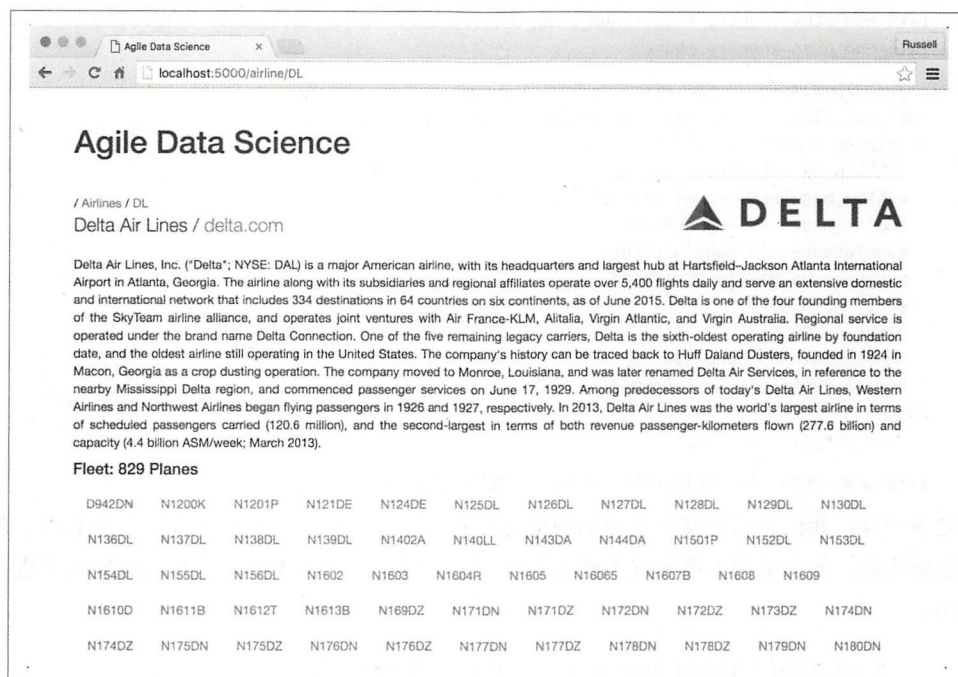 Agile Data Science
Russell
localhost:5000/airline/DL
Agile Data Science
/ Airlines / DL
Delta Air Lines / delta.com
DELTA
Delta Air Lines, Inc. ("Delta"; NYSE: DAL) is a major American airline, with its headquarters and largest hub at Hartsfield–Jackson Atlanta International
Airport in Atlanta, Georgia. The airline along with its subsidiaries and regional affiliates operate over 5,400 flights daily and serve an extensive domestic
and international network that includes 334 destinations in 64 countries on six continents, as of June 2015. Delta is one of the four founding members
of the SkyTeam airline alliance, and operates joint ventures with Air France-KLM, Alitalia, Virgin Atlantic, and Virgin Australia. Regional service is
operated under the brand name Delta Connection. One of the five remaining legacy carriers, Delta is the sixth-oldest operating airline by foundation
date, and the oldest airline still operating in the United States. The company's history can be traced back to Huff Daland Dusters, founded in 1924 in
Macon, Georgia as a crop dusting operation. The company moved to Monroe, Louisiana, and was later renamed Delta Air Services, in reference to the
nearby Mississippi Delta region, and commenced passenger services on June 17, 1929. Among predecessors of today's Delta Air Lines, Western
Airlines and Northwest Airlines began flying passengers in 1926 and 1927, respectively. In 2013, Delta Air Lines was the world's largest airline in terms
of scheduled passengers carried (120.6 million), and the second-largest in terms of both revenue passenger-kilometers flown (277.6 billion) and
capacity (4.4 billion ASM/week; March 2013).
Fleet: 829 Planes
D942DN N1200K N1201P N121DE N124DE N125DL N126DL N127DL N128DL N129DL N130DL
N136DL N137DL N138DL N139DL N1402A N140LL N143DA N144DA N1501P N152DL N153DL
N154DL N155DL N156DL N1602 N1603 N1604R N1605 N16065 N1607B N1608 N1609
N1610D N1611B N1612T N1613B N169DZ N171DN N171DZ N172DN N172DZ N173DZ N174DN
N174DZ N175DN N175DZ N176DN N176DZ N177DN N177DZ N178DN N178DZ N179DN N180DN